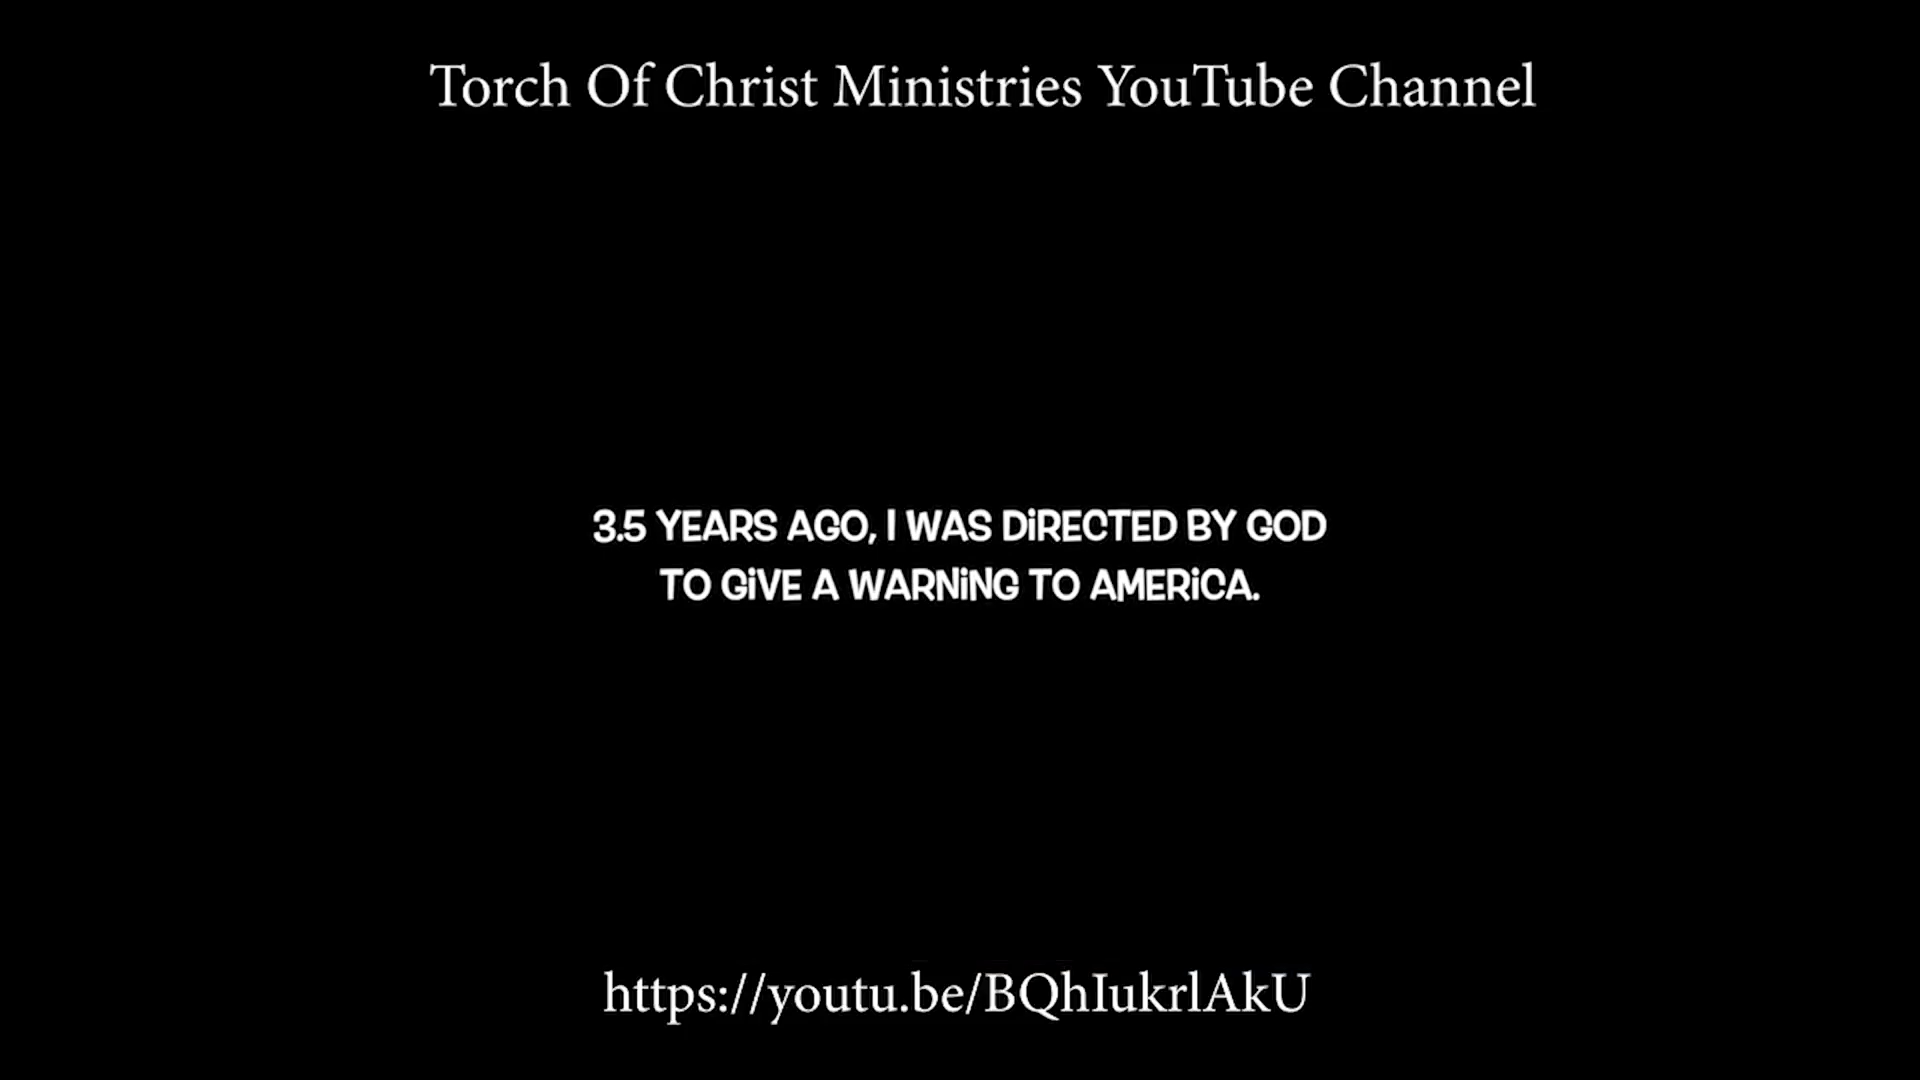 Torch Of Christ Ministries YouTube Channel
3.5 YEARS AGO, I WAS DiRECTED BY GOD
TO GiVE A WARNiNG TO AMERiCA.
https://youtu.be/BQhIukrlAkU